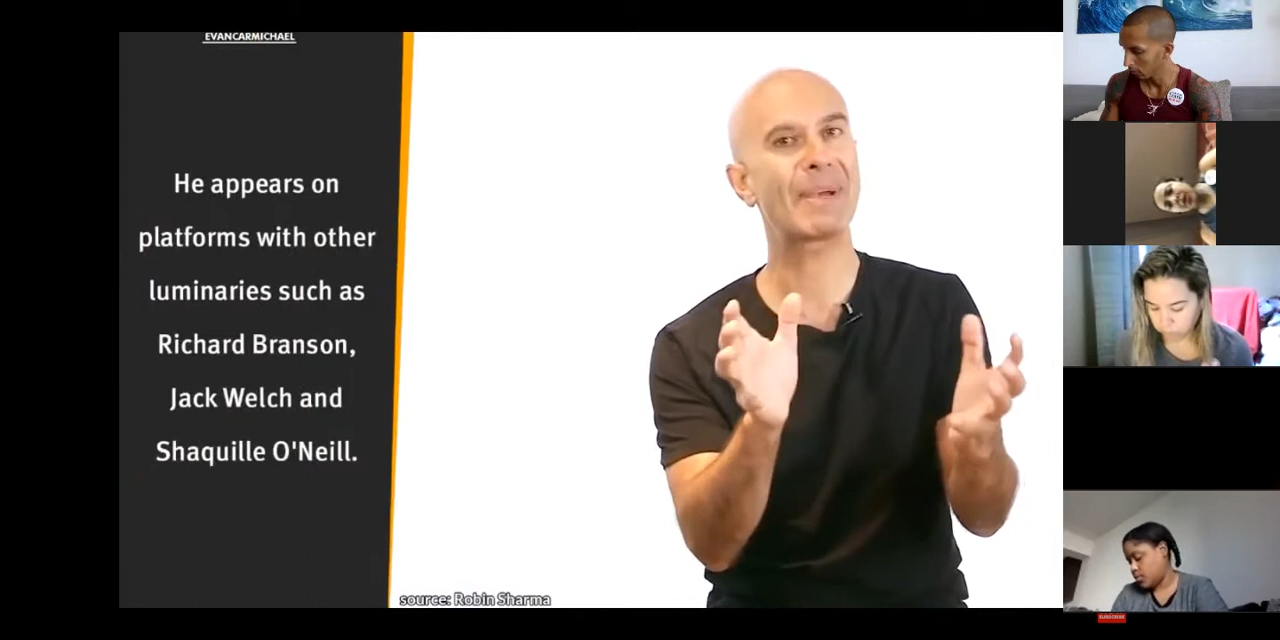 EVANCARMICHAEL
He appears on
platforms with other
luminaries such as
Richard Branson,
Jack Welch and
Shaquille O'Neill.
source: Robin Sharma
SUBSCRIBE